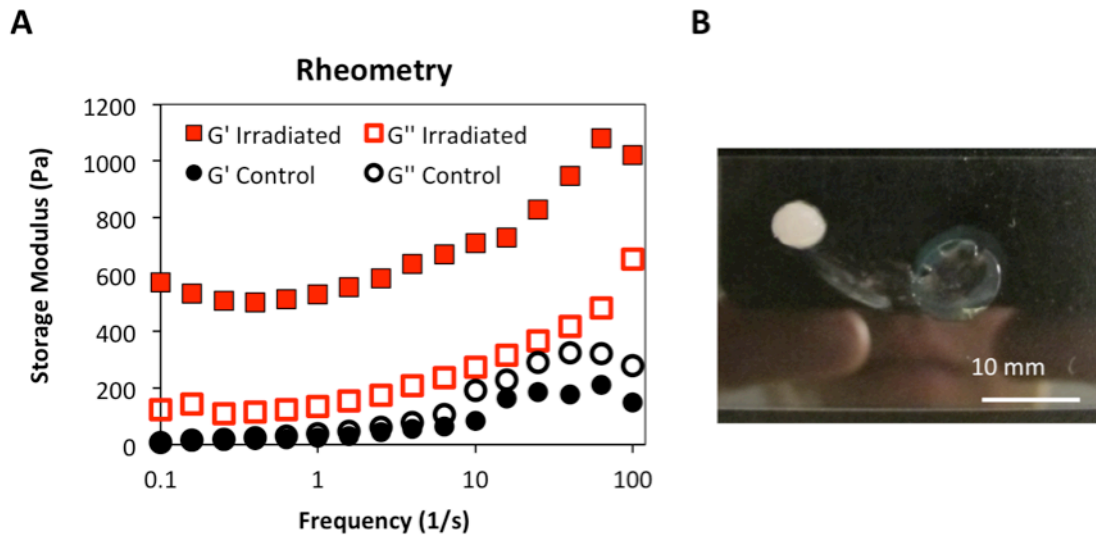 A
B
Rheometry
Storage Modulus (Pa)
1200
1000
800
600
400
200
0
G' Irradiated
G'' Irradiated
G' Control
G'' Control
0.1
1
10
100
Frequency (1/s)
10 mm